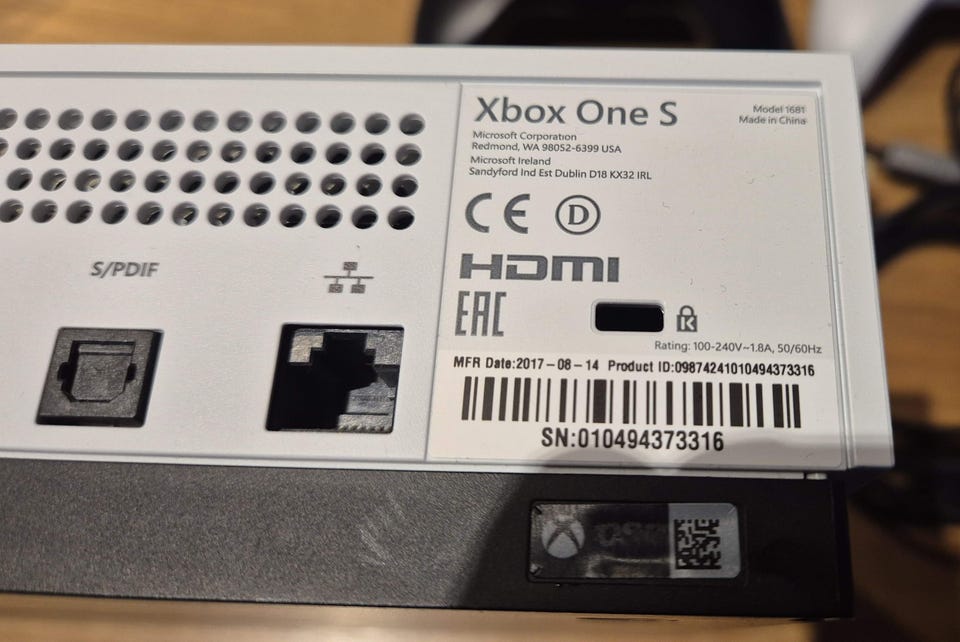 Xbox One S
Model 1681
Made in China
Microsoft Corporation
Redmond, WA 98052-6399 USA
Microsoft Ireland
Sandyford Ind Est Dublin D18 KX32 IRL
CE
D
HDMI
EAC
K
Rating: 100-240V~1.8A, 50/60Hz
MFR Date:2017-08-14 Product ID:09874241010494373316
SN:010494373316
S/PDIF